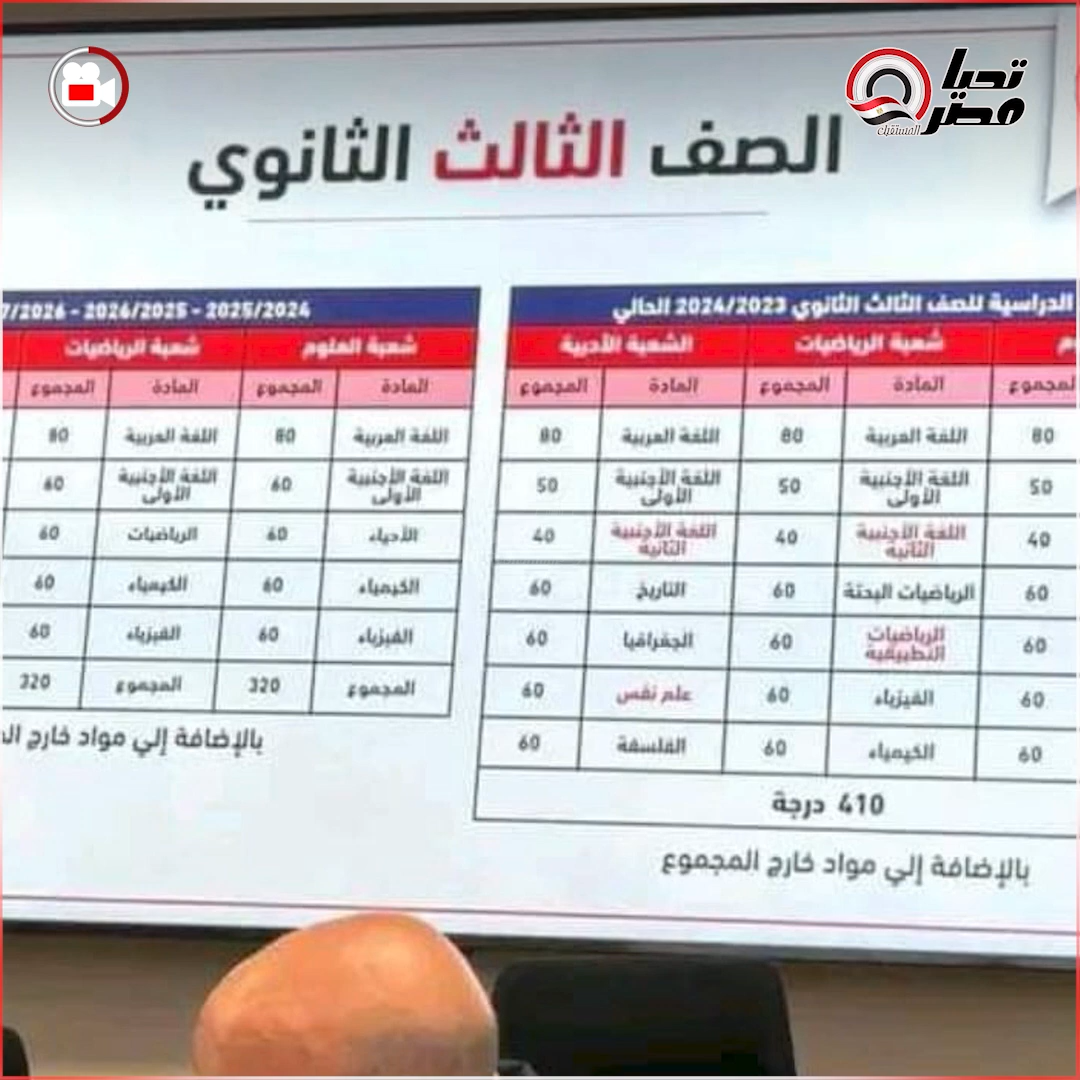 تحيا
مصر
المستقبل
الصف الثالث الثانوي
الدراسية للصف الثالث الثانوي 2024/2023 الحالي
شعبة الرياضيات الشعبة الأدبية
المجموع المادة المجموع المادة المجموع
80 اللغة العربية 80 اللغة العربية 80
50 اللغة الأجنبية الأولى 50 اللغة الأجنبية الأولى 50
40 اللغة الأجنبية الثانية 40 اللغة الأجنبية الثانية 40
60 الرياضيات البحتة 60 التاريخ 60
60 الرياضيات التطبيقية 60 الجغرافيا 60
60 الفيزياء 60 علم نفس 60
60 الكيمياء 60 الفلسفة 60
410 درجة
بالإضافة إلي مواد خارج المجموع
2025/2024 - 2026/2025 - 7/2026
شعبة العلوم شعبة الرياضيات
المادة المجموع المادة المجموع
اللغة العربية 80 اللغة العربية 80
اللغة الأجنبية الأولى 60 اللغة الأجنبية الأولى 60
الأحياء 60 الرياضيات 60
الكيمياء 60 الكيمياء 60
الفيزياء 60 الفيزياء 60
المجموع 320 المجموع 320
بالإضافة إلي مواد خارج